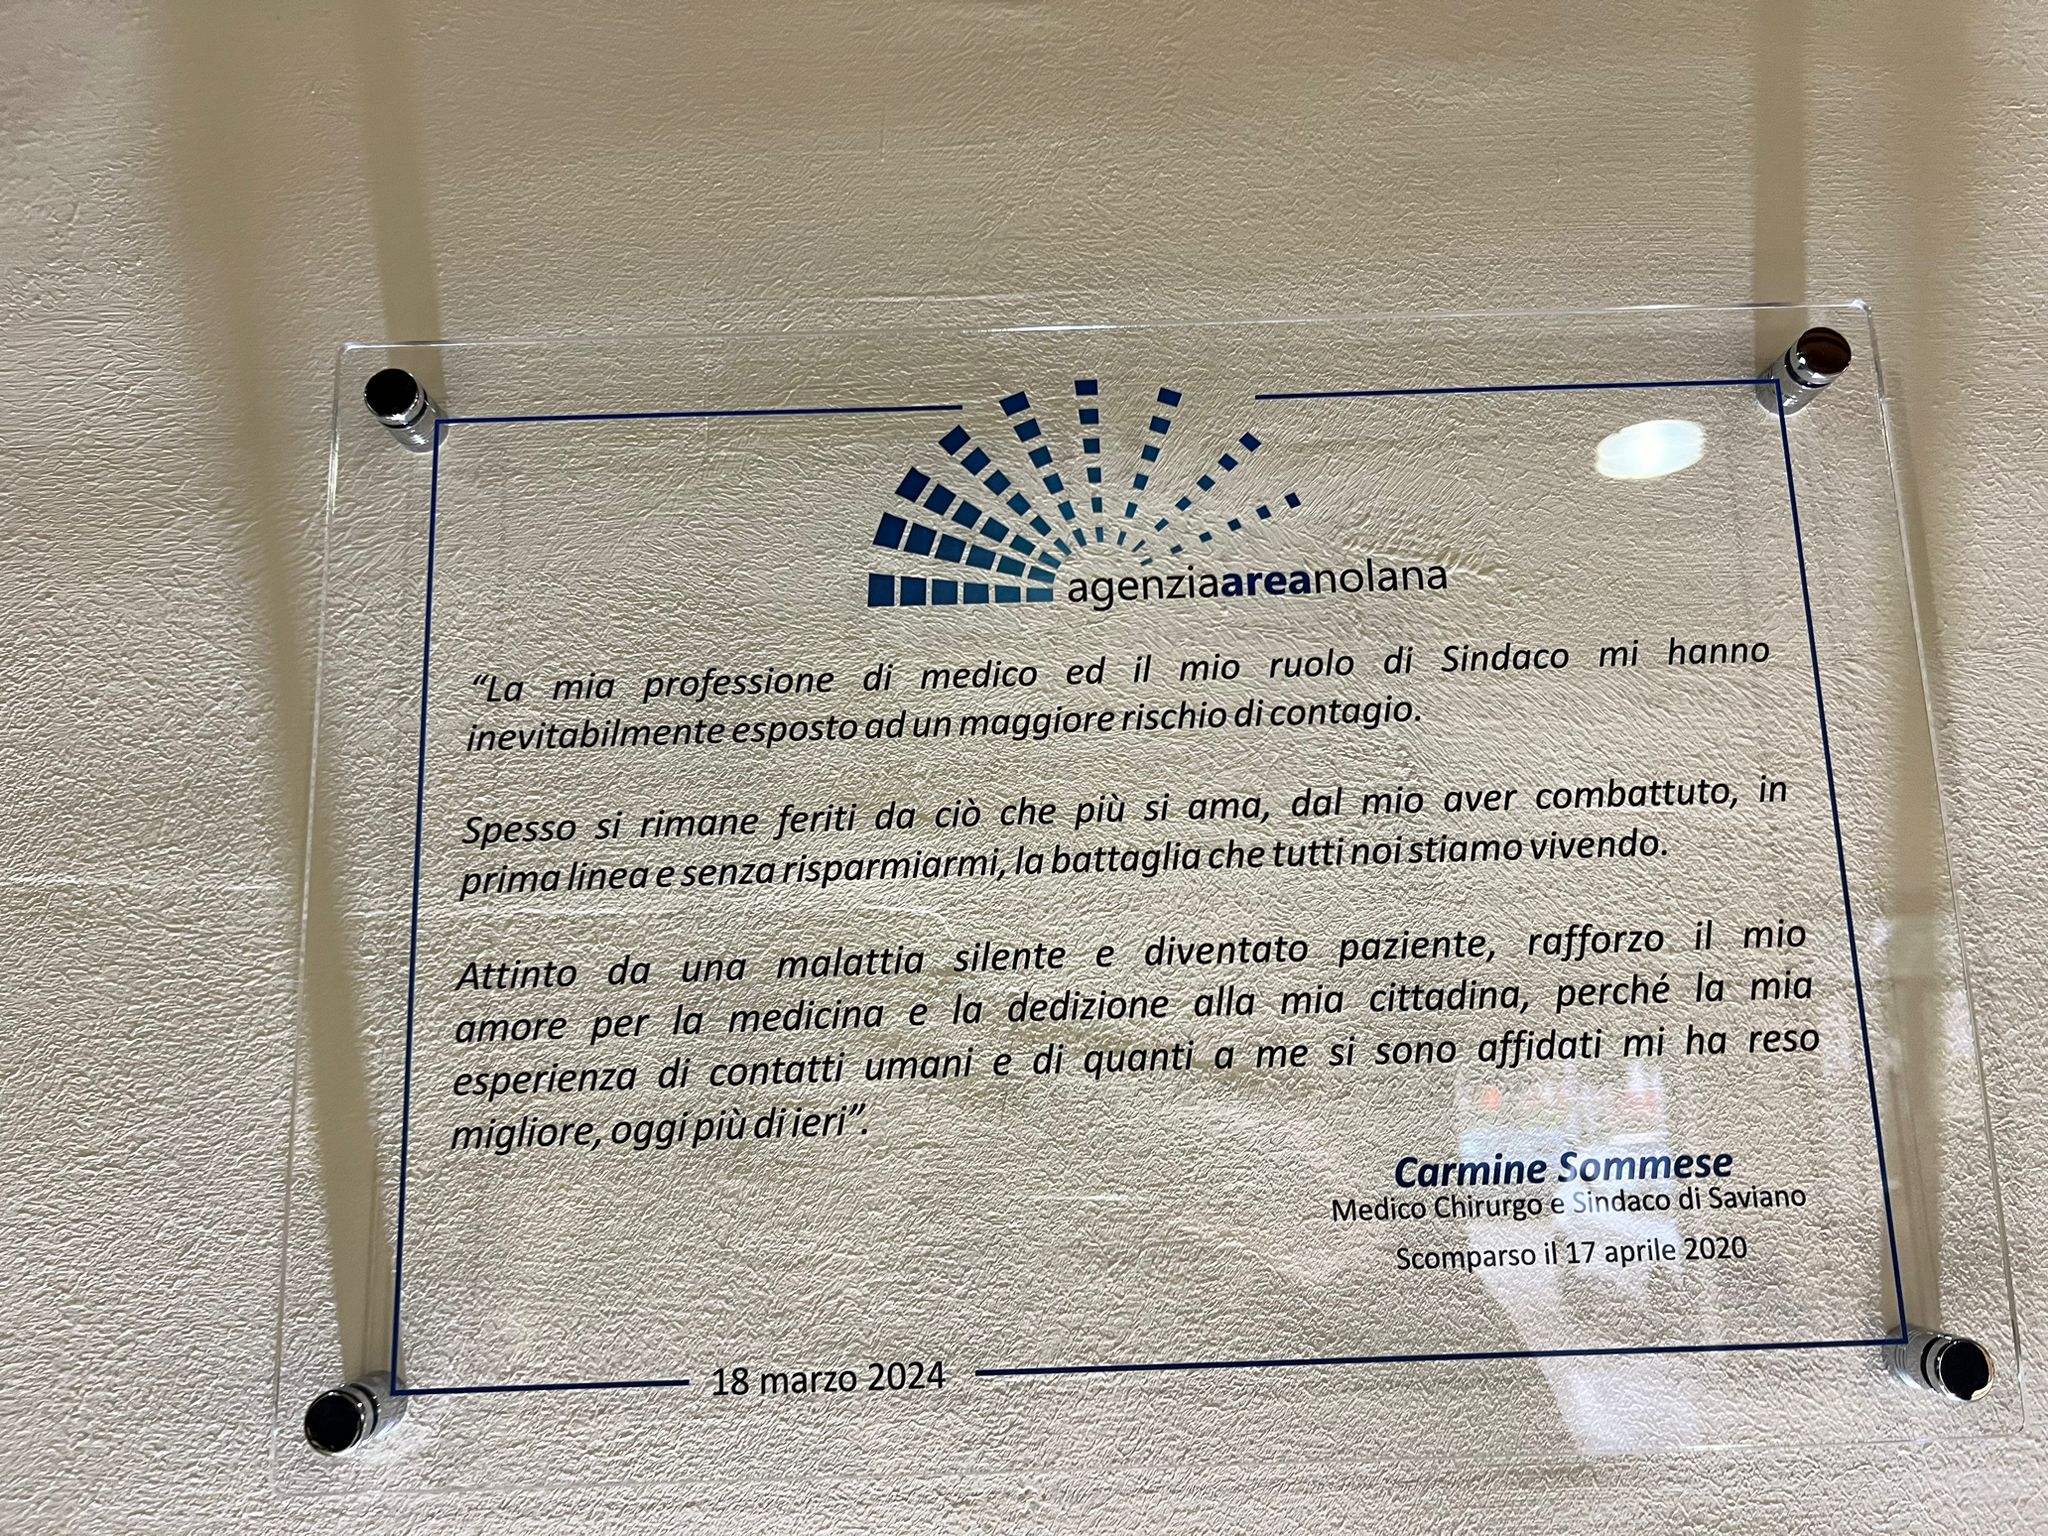 agenziaareanolana
“La mia professione di medico ed il mio ruolo di Sindaco mi hanno
inevitabilmente esposto ad un maggiore rischio di contagio.
Spesso si rimane feriti da ciò che più si ama, dal mio aver combattuto, in
prima linea e senza risparmiarmi, la battaglia che tutti noi stiamo vivendo.
Attinto da una malattia silente e diventato paziente, rafforzo il mio
amore per la medicina e la dedizione alla mia cittadina, perché la mia
esperienza di contatti umani e di quanti a me si sono affidati mi ha reso
migliore, oggi più di ieri”.
Carmine Sommese
Medico Chirurgo e Sindaco di Saviano
Scomparso il 17 aprile 2020
18 marzo 2024